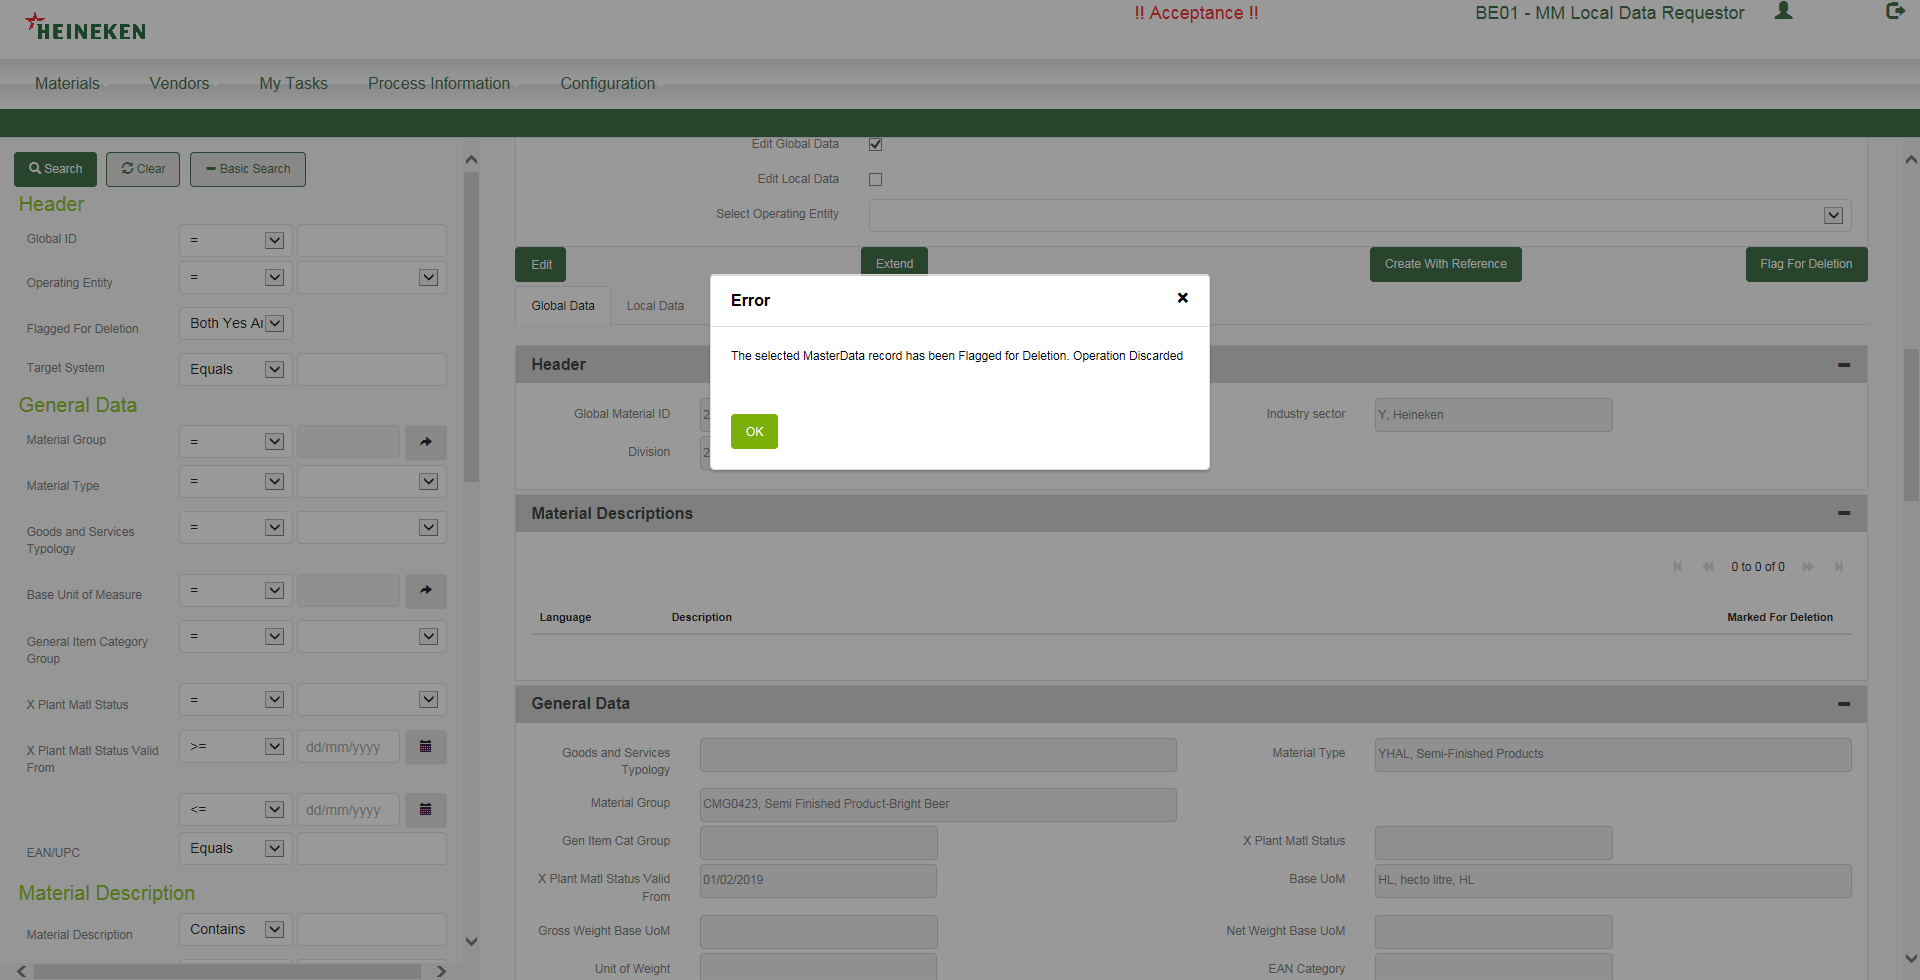 HEINEKEN
!! Acceptance !!
BE01 - MM Local Data Requestor
Materials
Vendors
My Tasks
Process Information
Configuration
Search
Clear
Basic Search
Header
Global ID
=
Operating Entity
=
Flagged For Deletion
Both Yes Ar
Target System
Equals
General Data
Material Group
=
Material Type
=
Goods and Services
Typology
=
Base Unit of Measure
=
General Item Category
Group
=
X Plant Matl Status
=
X Plant Matl Status Valid
From
>=
dd/mm/yyyy
<=
dd/mm/yyyy
EAN/UPC
Equals
Material Description
Material Description
Contains
Edit Global Data
Edit Local Data
Select Operating Entity
Edit
Extend
Create With Reference
Flag For Deletion
Global Data
Local Data
Error
The selected MasterData record has been Flagged for Deletion. Operation Discarded
OK
Header
Global Material ID
2
Industry sector
Y, Heineken
Division
2
Material Descriptions
0 to 0 of 0
Language
Description
Marked For Deletion
General Data
Goods and Services
Typology
Material Type
YHAL, Semi-Finished Products
Material Group
CMG0423, Semi Finished Product-Bright Beer
Gen Item Cat Group
X Plant Matl Status
X Plant Matl Status Valid
From
01/02/2019
Base UoM
HL, hecto litre, HL
Gross Weight Base UoM
Net Weight Base UoM
Unit of Weight
EAN Category